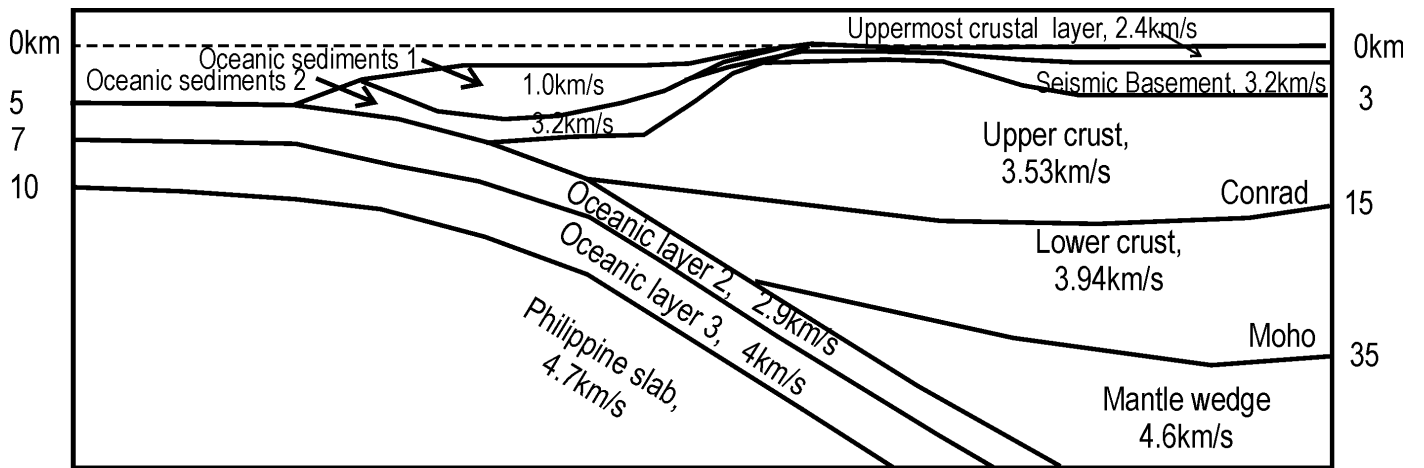 Uppermost crustal layer, 2.4km/s
0km
0km
Oceanic sediments 1
Oceanic sediments 2
1.0km/s
Seismic Basement, 3.2km/s
5
3
3.2km/s
7
Upper crust,
3.53km/s
10
Conrad
15
Oceanic layer 2, 2.9km/s
Lower crust,
3.94km/s
Oceanic layer 3, 4km/s
Philippine slab,
4.7km/s
Moho
35
Mantle wedge
4.6km/s